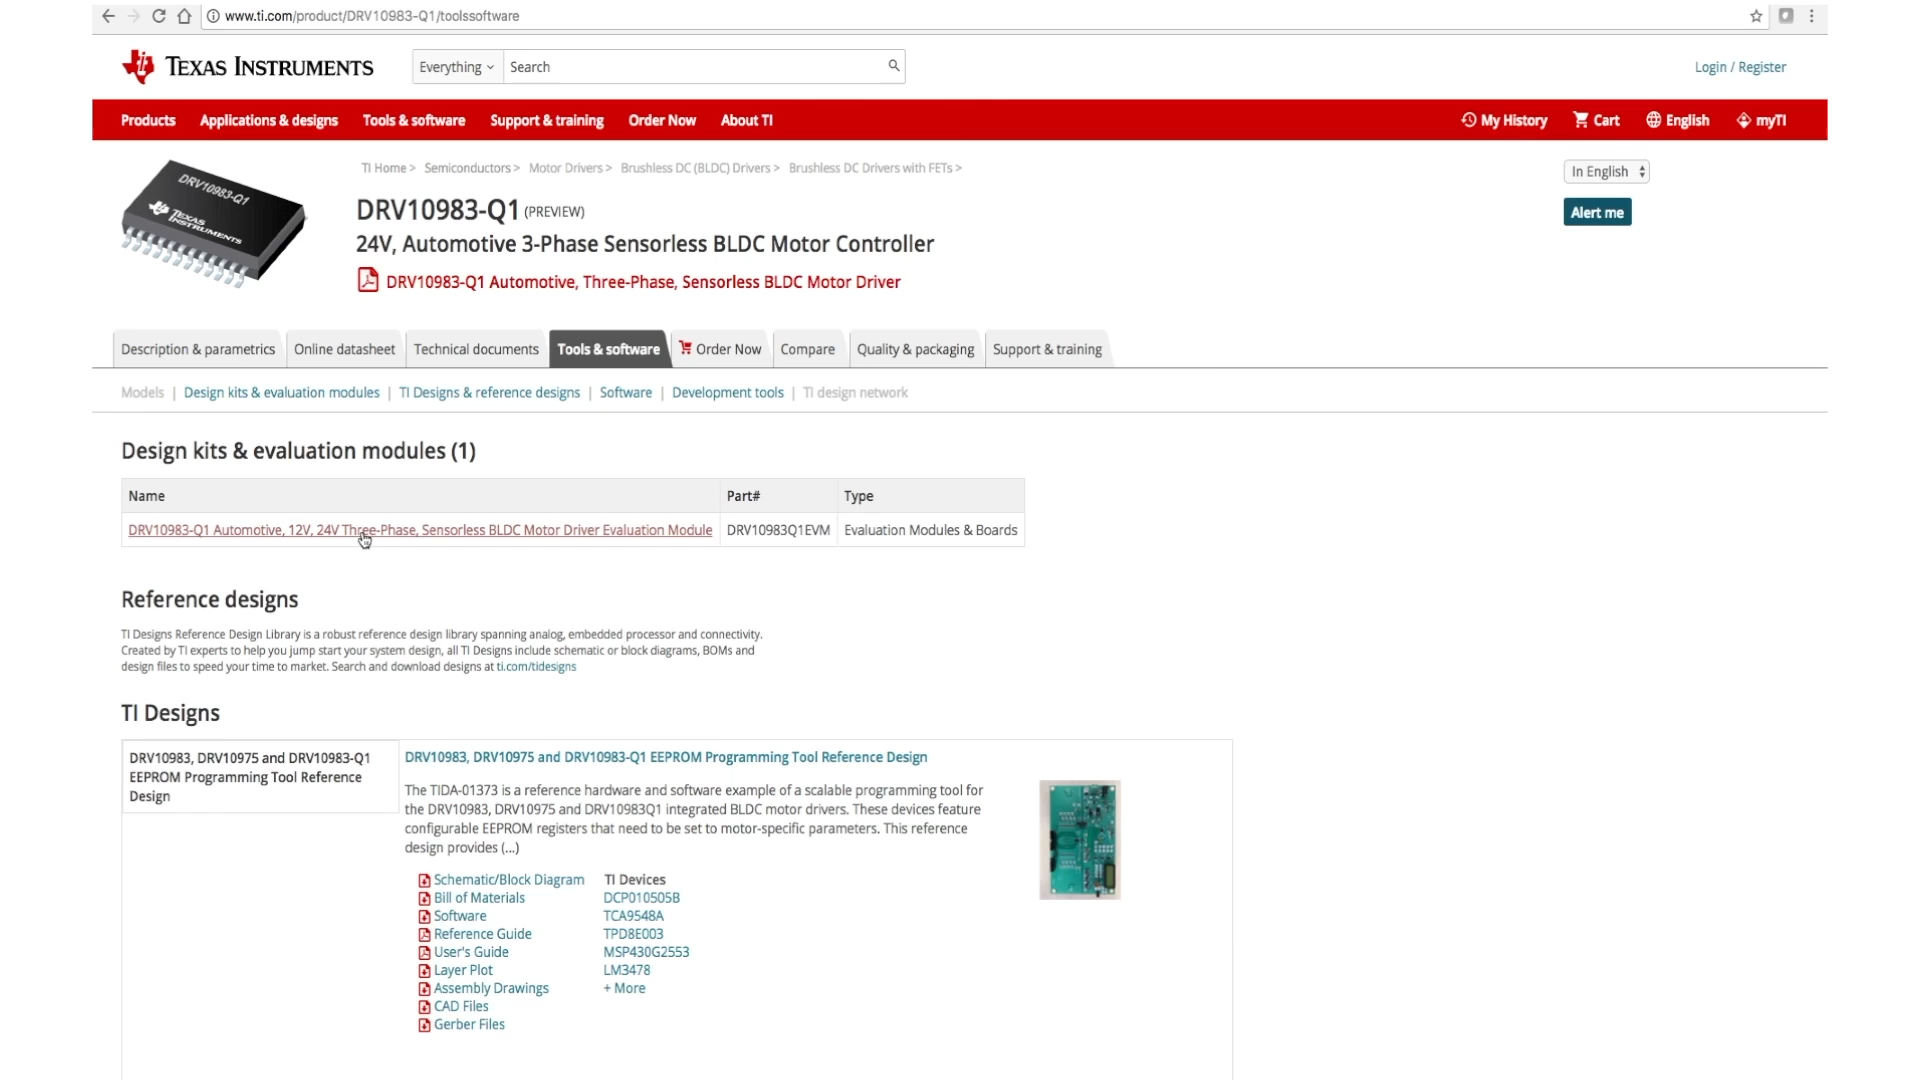 www.ti.com/product/DRV10983-Q1/toolssoftware
TEXAS INSTRUMENTS
Everything
Search
Login / Register
Products
Applications & designs
Tools & software
Support & training
Order Now
About TI
My History
Cart
English
myTI
DRV10983-Q1
TEXAS
INSTRUMENTS
TI Home > Semiconductors > Motor Drivers > Brushless DC (BLDC) Drivers > Brushless DC Drivers with FETs >
In English
DRV10983-Q1 (PREVIEW)
Alert me
24V, Automotive 3-Phase Sensorless BLDC Motor Controller
DRV10983-Q1 Automotive, Three-Phase, Sensorless BLDC Motor Driver
Description & parametrics
Online datasheet
Technical documents
Tools & software
Order Now
Compare
Quality & packaging
Support & training
Models | Design kits & evaluation modules | TI Designs & reference designs | Software | Development tools | TI design network
Design kits & evaluation modules (1)
Name Part# Type
DRV10983-Q1 Automotive, 12V, 24V Three-Phase, Sensorless BLDC Motor Driver Evaluation Module DRV10983Q1EVM Evaluation Modules & Boards
Reference designs
TI Designs Reference Design Library is a robust reference design library spanning analog, embedded processor and connectivity.
Created by TI experts to help you jump start your system design, all TI Designs include schematic or block diagrams, BOMs and
design files to speed your time to market. Search and download designs at ti.com/tidesigns
TI Designs
DRV10983, DRV10975 and DRV10983-Q1
EEPROM Programming Tool Reference
Design
DRV10983, DRV10975 and DRV10983-Q1 EEPROM Programming Tool Reference Design
The TIDA-01373 is a reference hardware and software example of a scalable programming tool for
the DRV10983, DRV10975 and DRV10983Q1 integrated BLDC motor drivers. These devices feature
configurable EEPROM registers that need to be set to motor-specific parameters. This reference
design provides (...)
Schematic/Block Diagram
Bill of Materials
Software
Reference Guide
User's Guide
Layer Plot
Assembly Drawings
CAD Files
Gerber Files
TI Devices
DCP010505B
TCA9548A
TPD8E003
MSP430G2553
LM3478
+ More